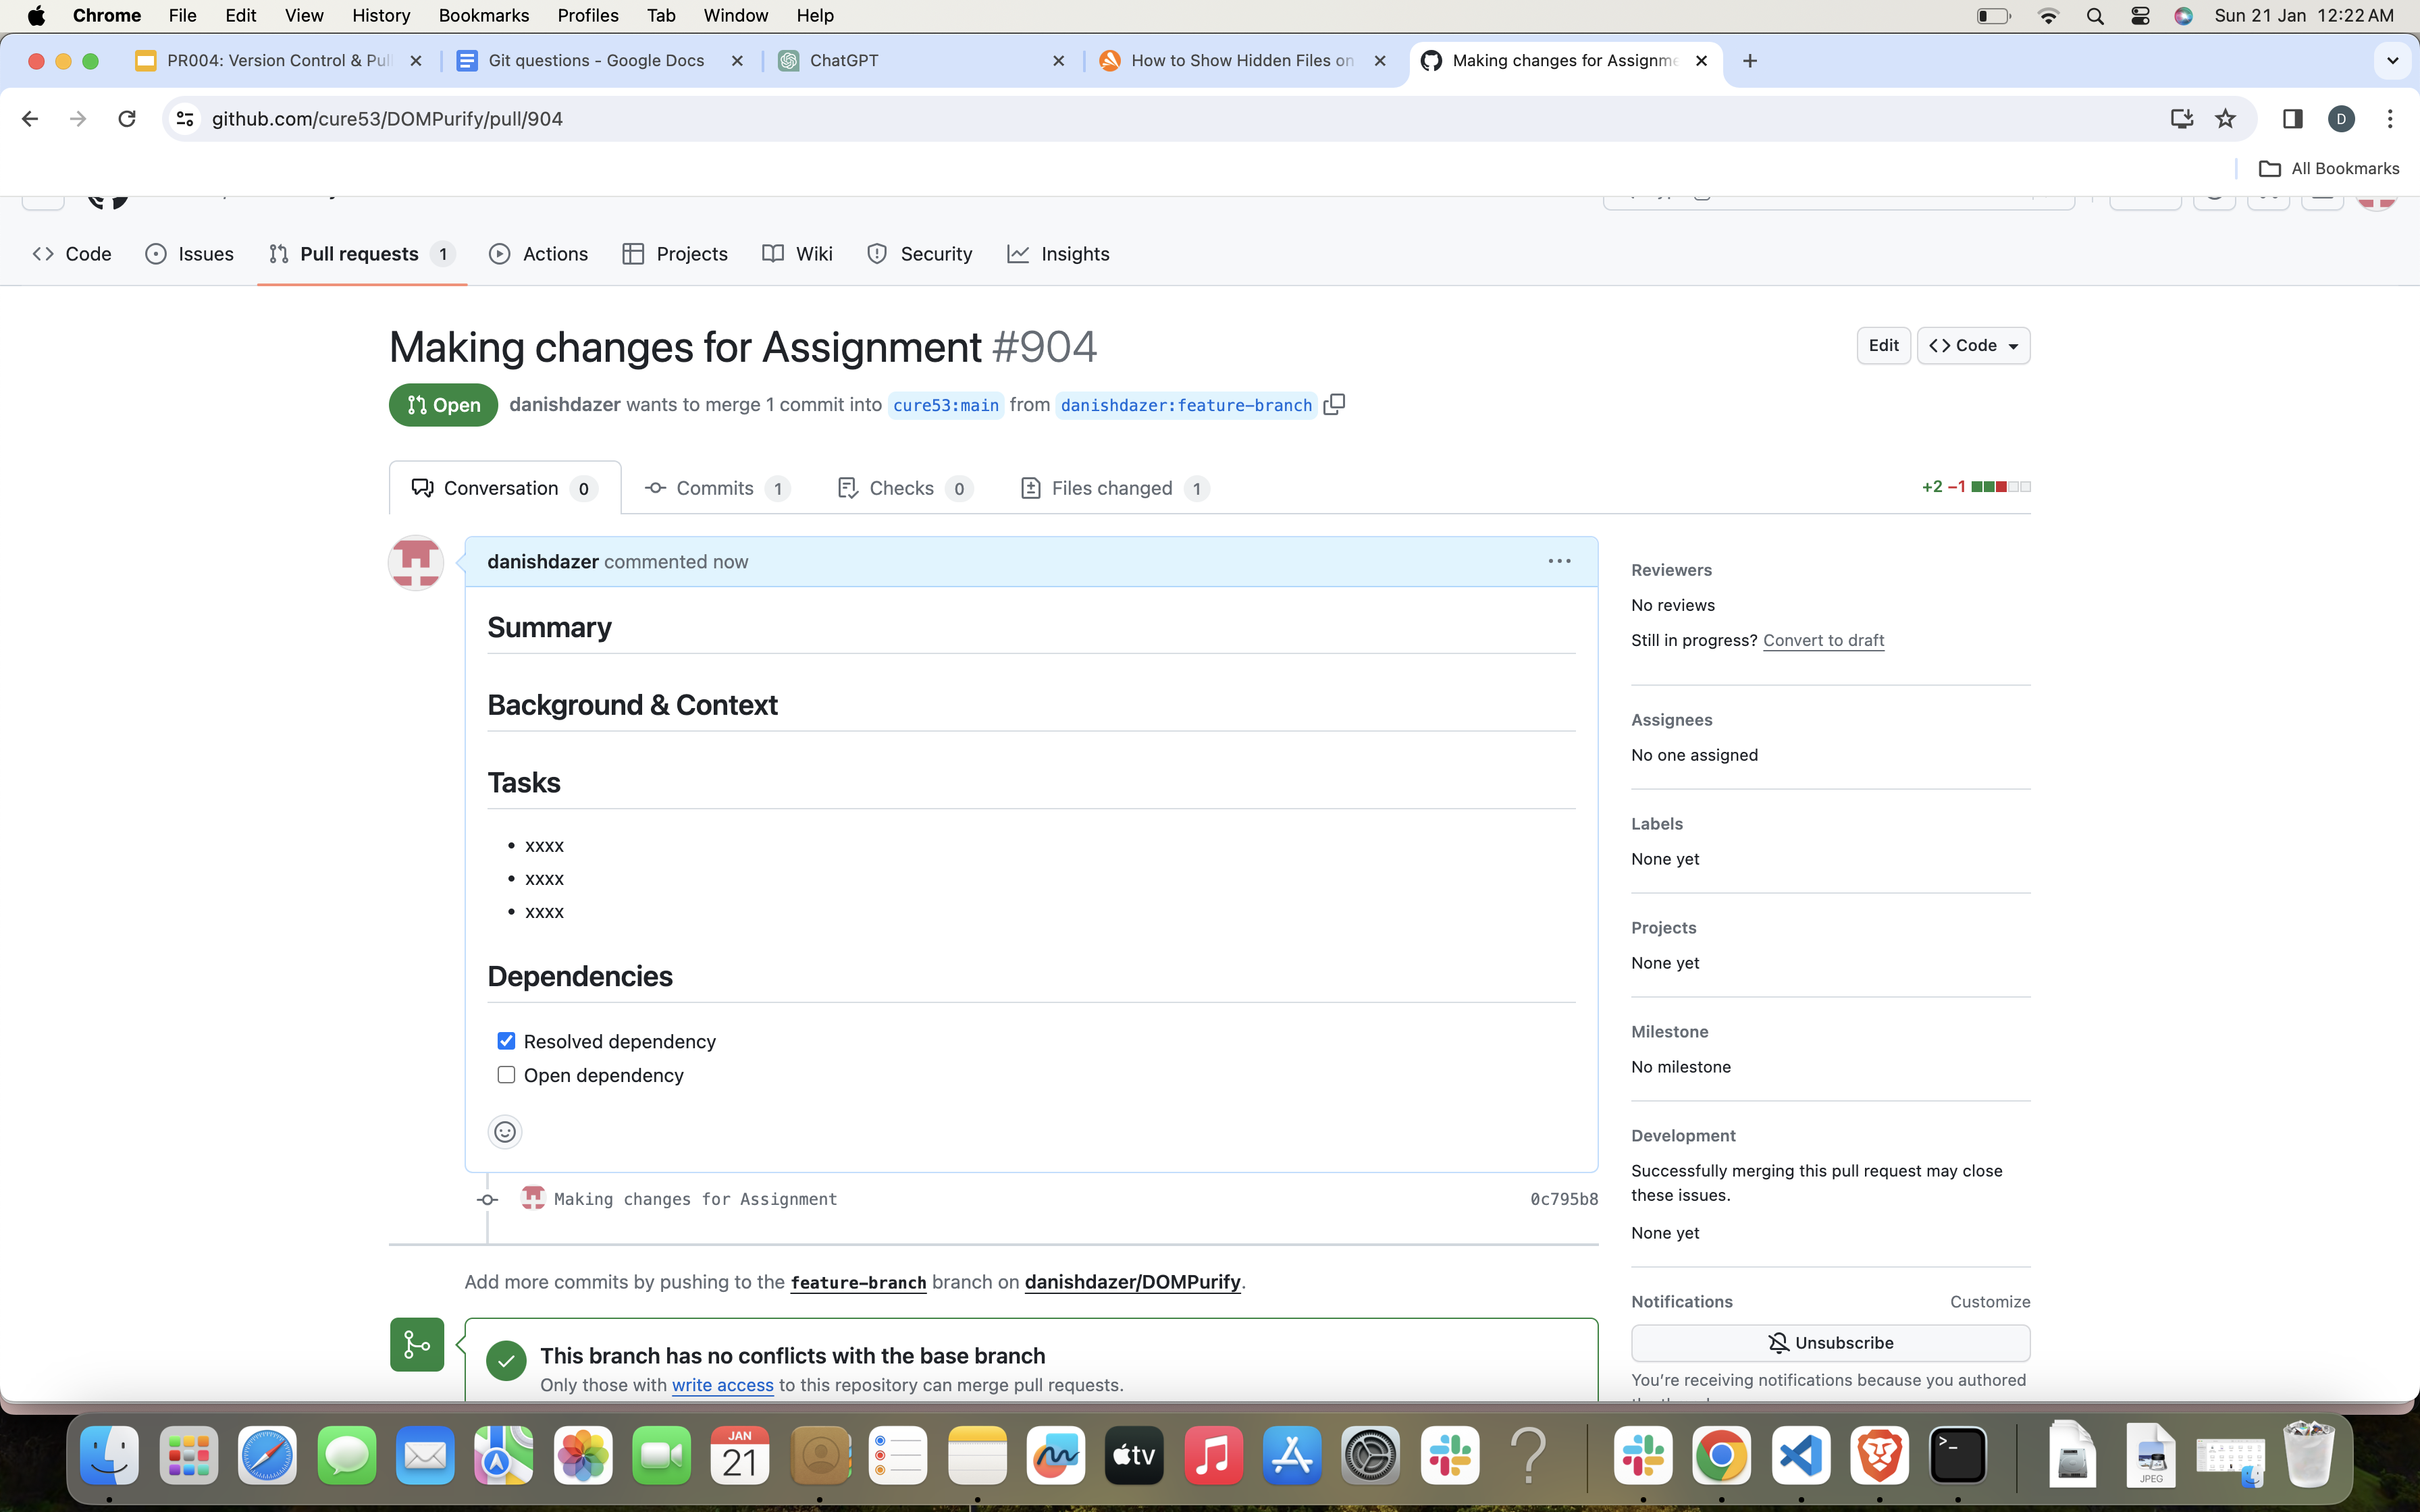 Chrome File Edit View History Bookmarks Profiles Tab Window Help Sun 21 Jan 12:22 AM
PR004: Version Control & Pul Git questions - Google Docs ChatGPT How to Show Hidden Files on Making changes for Assignme
github.com/cure53/DOMPurify/pull/904 D
All Bookmarks
Code Issues Pull requests 1 Actions Projects Wiki Security Insights
Making changes for Assignment #904 Edit Code
Open danishdazer wants to merge 1 commit into cure53:main from danishdazer:feature-branch
Conversation 0 Commits 1 Checks 0 Files changed 1 +2 −1
danishdazer commented now
Summary
Background & Context
Tasks
• xxxx
• xxxx
• xxxx
Dependencies
Resolved dependency
Open dependency
Making changes for Assignment 0c795b8
Add more commits by pushing to the feature-branch branch on danishdazer/DOMPurify.
This branch has no conflicts with the base branch
Only those with write access to this repository can merge pull requests.
Reviewers
No reviews
Still in progress? Convert to draft
Assignees
No one assigned
Labels
None yet
Projects
None yet
Milestone
No milestone
Development
Successfully merging this pull request may close
these issues.
None yet
Notifications Customize
Unsubscribe
You're receiving notifications because you authored
JAN
21
tv
JPEG